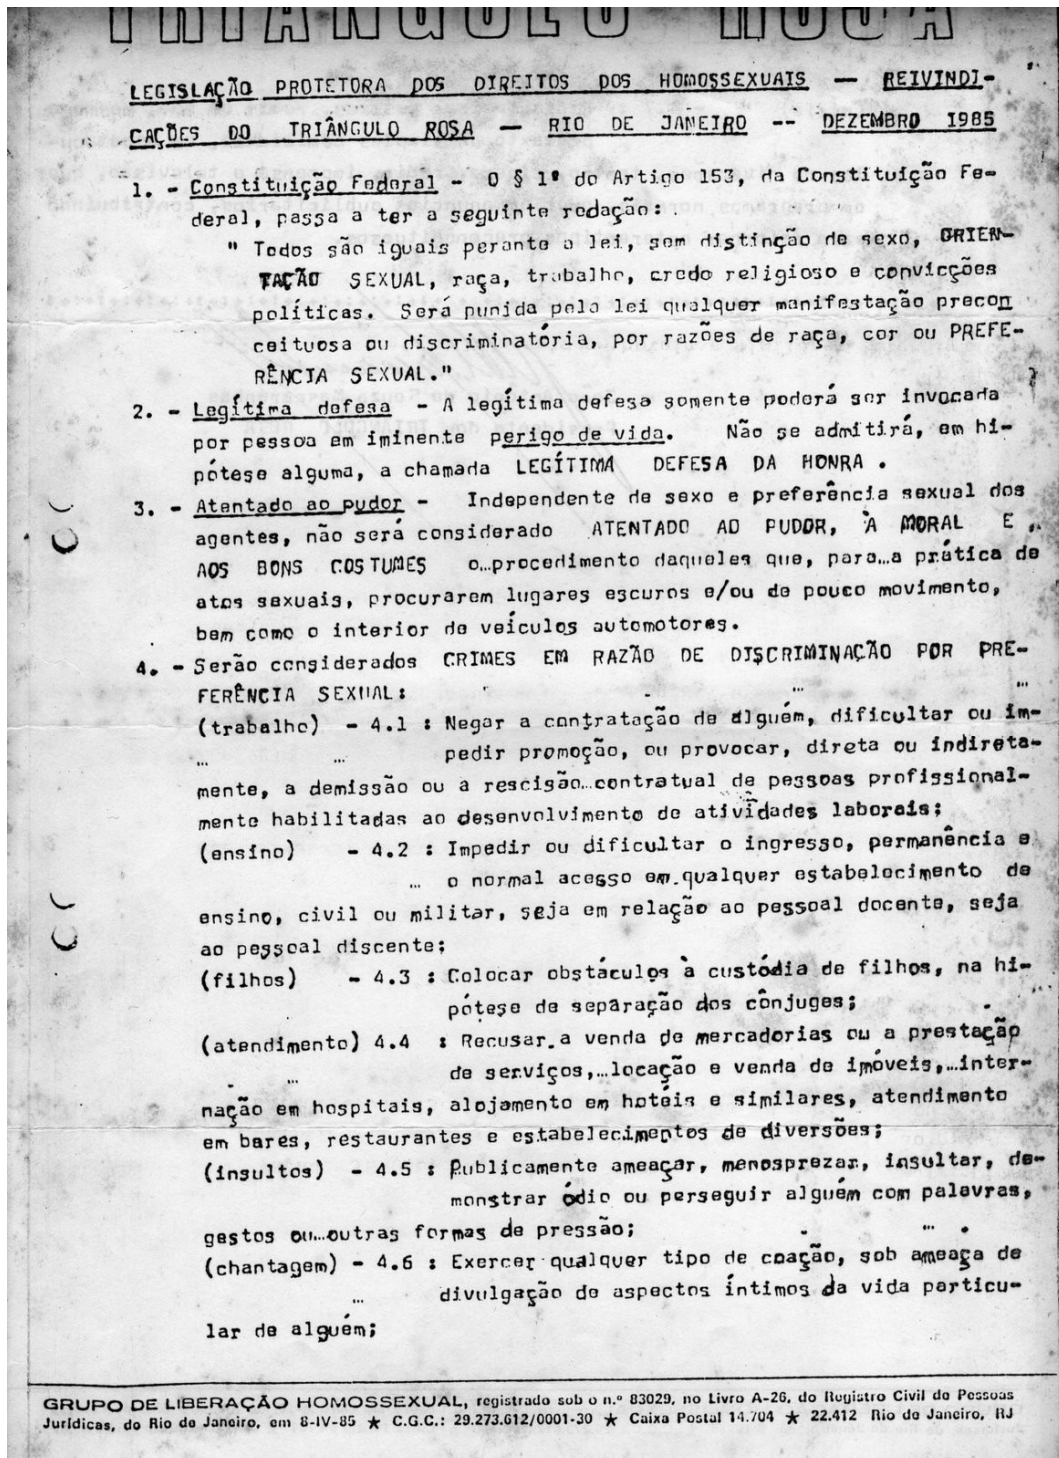 TRIÂNGULO ROSA
LEGISLAÇÃO PROTETORA DOS DIREITOS DOS HOMOSSEXUAIS — REIVINDI-
CAÇÕES DO TRIÂNGULO ROSA — RIO DE JANEIRO -- DEZEMBRO 1985
1. - Constituição Federal - O § 1º do Artigo 153, da Constituição Fe-
deral, passa a ter a seguinte redação:
" Todos são iguais perante a lei, sem distinção de sexo, ORIEN-
TAÇÃO SEXUAL, raça, trabalho, credo religioso e convicções
políticas. Será punida pela lei qualquer manifestação precon
ceituosa ou discriminatória, por razões de raça, cor ou PREFE-
RÊNCIA SEXUAL."
2. - Legítima defesa - A legítima defesa somente poderá ser invocada
por pessoa em iminente perigo de vida. Não se admitirá, em hi-
pótese alguma, a chamada LEGÍTIMA DEFESA DA HONRA.
3. - Atentado ao pudor - Independente de sexo e preferência sexual dos
agentes, não será considerado ATENTADO AO PUDOR, À MORAL E
AOS BONS COSTUMES o procedimento daqueles que, para a prática de
atos sexuais, procurarem lugares escuros e/ou de pouco movimento,
bem como o interior de veículos automotores.
4. - Serão considerados CRIMES EM RAZÃO DE DISCRIMINAÇÃO POR PRE-
FERÊNCIA SEXUAL:
(trabalho) - 4.1 : Negar a contratação de alguém, dificultar ou im-
pedir promoção, ou provocar, direta ou indireta-
mente, a demissão ou a rescisão contratual de pessoas profissional-
mente habilitadas ao desenvolvimento de atividades laborais;
(ensino) - 4.2 : Impedir ou dificultar o ingresso, permanência e
o normal acesso em qualquer estabelecimento de
ensino, civil ou militar, seja em relação ao pessoal docente, seja
ao pessoal discente;
(filhos) - 4.3 : Colocar obstáculos à custódia de filhos, na hi-
pótese de separação dos cônjuges;
(atendimento) 4.4 : Recusar a venda de mercadorias ou a prestação
de serviços, locação e venda de imóveis, inter-
nação em hospitais, alojamento em hotéis e similares, atendimento
em bares, restaurantes e estabelecimentos de diversões;
(insultos) - 4.5 : Publicamente ameaçar, menosprezar, insultar, de-
monstrar ódio ou perseguir alguém com palavras,
gestos ou outras formas de pressão;
(chantagem) - 4.6 : Exercer qualquer tipo de coação, sob ameaça de
divulgação de aspectos íntimos da vida particu-
lar de alguém;
GRUPO DE LIBERAÇÃO HOMOSSEXUAL, registrado sob o n.º 83029, no Livro A-26, do Registro Civil de Pessoas
Jurídicas, do Rio de Janeiro, em 8-IV-85 ★ C.G.C.: 29.273.612/0001-30 ★ Caixa Postal 14.704 ★ 22.412 Rio de Janeiro, RJ